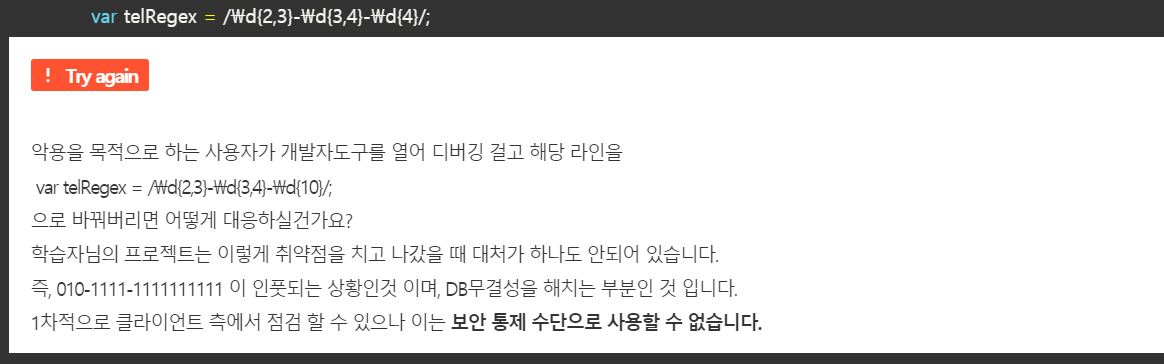 var telRegex = /₩d{2,3}-₩d{3,4}-₩d{4}/;
! Try again
악용을 목적으로 하는 사용자가 개발자도구를 열어 디버깅 걸고 해당 라인을
var telRegex = /₩d{2,3}-₩d{3,4}-₩d{10}/;
으로 바꿔버리면 어떻게 대응하실건가요?
학습자님의 프로젝트는 이렇게 취약점을 치고 나갔을 때 대처가 하나도 안되어 있습니다.
즉, 010-1111-1111111111 이 인풋되는 상황인것 이며, DB무결성을 해치는 부분인 것 입니다.
1차적으로 클라이언트 측에서 점검 할 수 있으나 이는 보안 통제 수단으로 사용할 수 없습니다.